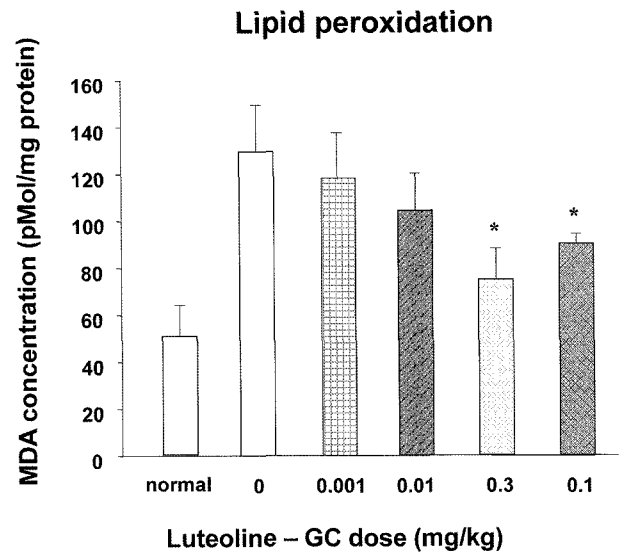 Lipid peroxidation
MDA concentration (pMol/mg protein)
160
140
120
100
80
60
40
20
0
* *
normal 0 0.001 0.01 0.3 0.1
Luteoline – GC dose (mg/kg)